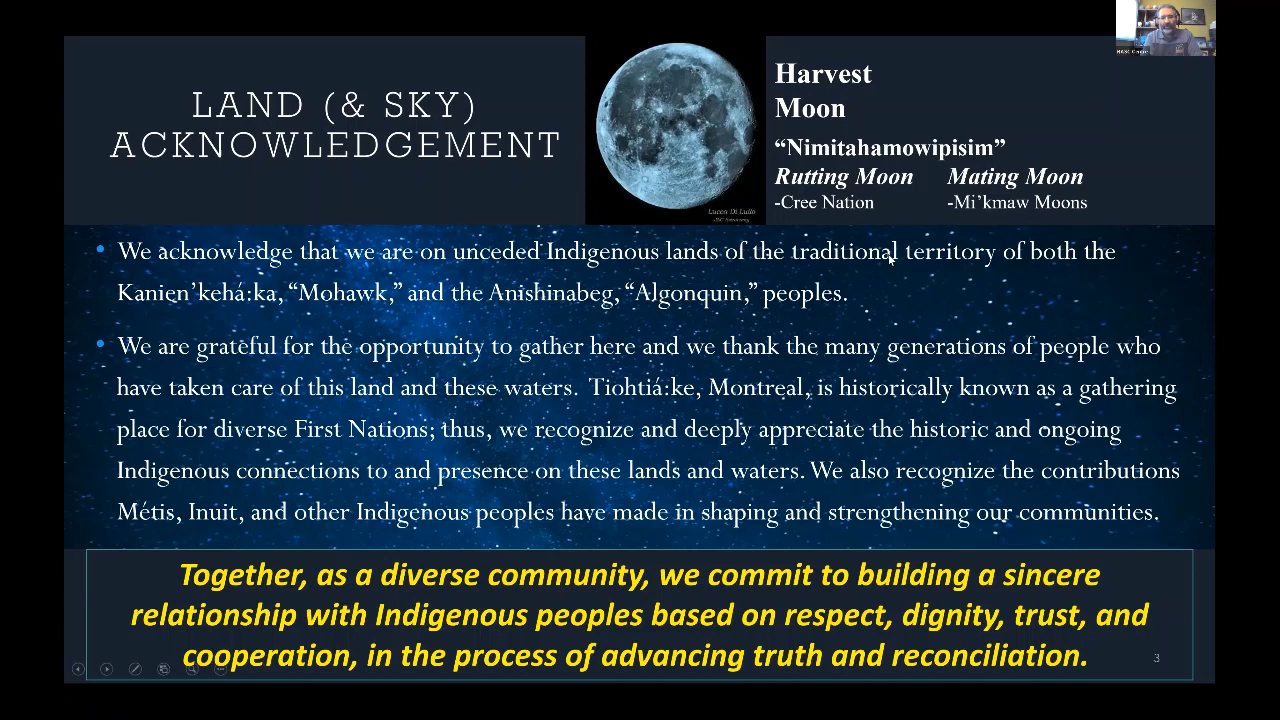 LAND (& SKY)
ACKNOWLEDGEMENT
Lucca Di Lullo
Harvest
Moon
“Nimitahamowipisim”
Rutting Moon Mating Moon
-Cree Nation -Mi’kmaw Moons
• We acknowledge that we are on unceded Indigenous lands of the traditional territory of both the
Kanien’kehá:ka, “Mohawk,” and the Anishinabeg, “Algonquin,” peoples.
• We are grateful for the opportunity to gather here and we thank the many generations of people who
have taken care of this land and these waters. Tiohtiá:ke, Montreal, is historically known as a gathering
place for diverse First Nations; thus, we recognize and deeply appreciate the historic and ongoing
Indigenous connections to and presence on these lands and waters. We also recognize the contributions
Métis, Inuit, and other Indigenous peoples have made in shaping and strengthening our communities.
Together, as a diverse community, we commit to building a sincere
relationship with Indigenous peoples based on respect, dignity, trust, and
cooperation, in the process of advancing truth and reconciliation.
3